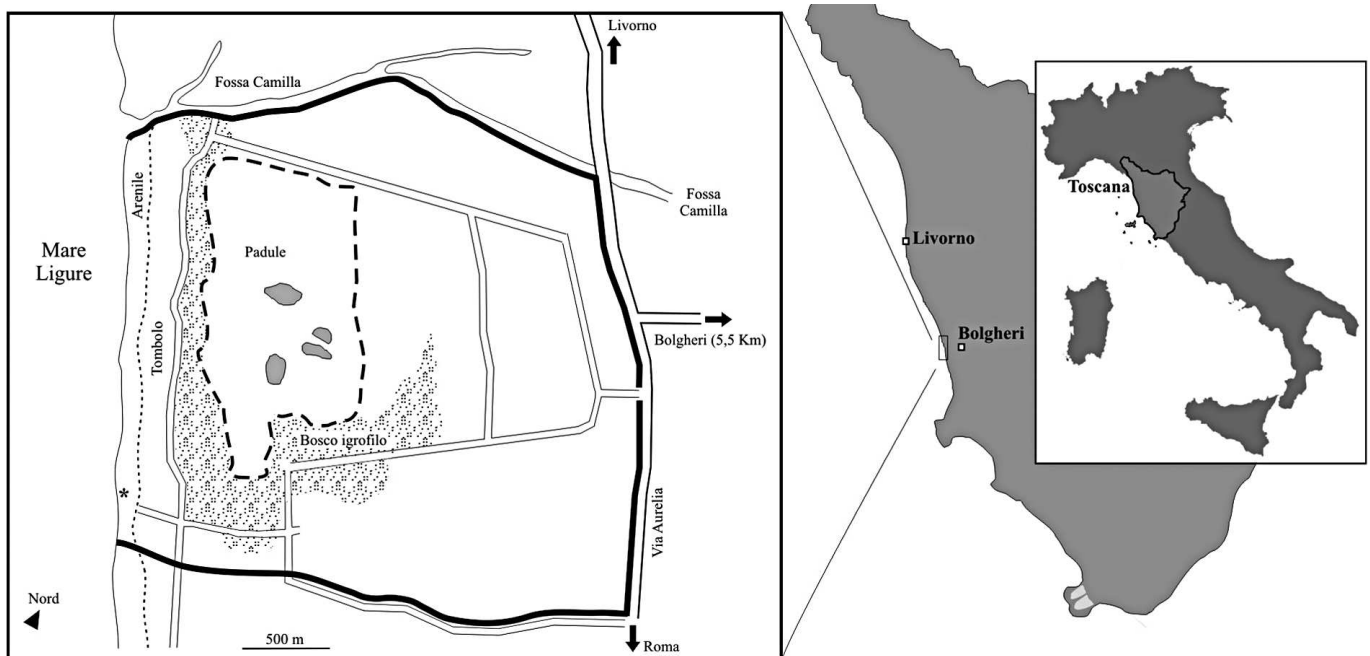 Livorno
Fossa Camilla
Fossa
Camilla
Arenile
Padule
Mare
Ligure
Tombolo
Bolgheri (5,5 Km)
Bosco igrofilo
*
Via Aurelia
Nord
500 m
Roma
Toscana
Livorno
Bolgheri